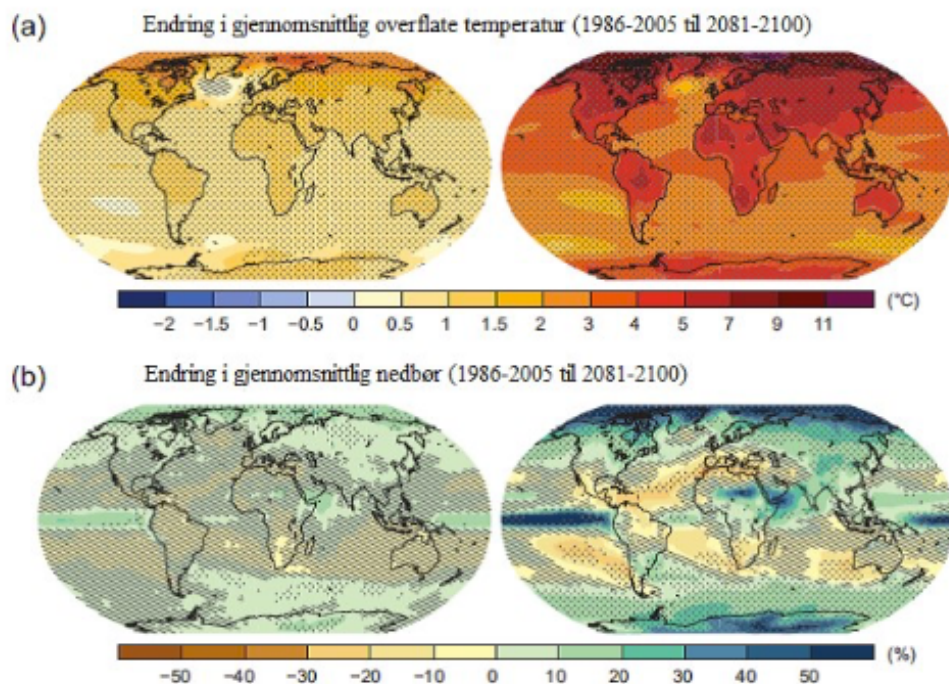 (a) Endring i gjennomsnittlig overflate temperatur (1986-2005 til 2081-2100)
−2 −1.5 −1 −0.5 0 0.5 1 1.5 2 3 4 5 7 9 11 (°C)
(b) Endring i gjennomsnittlig nedbør (1986-2005 til 2081-2100)
−50 −40 −30 −20 −10 0 10 20 30 40 50 (%)